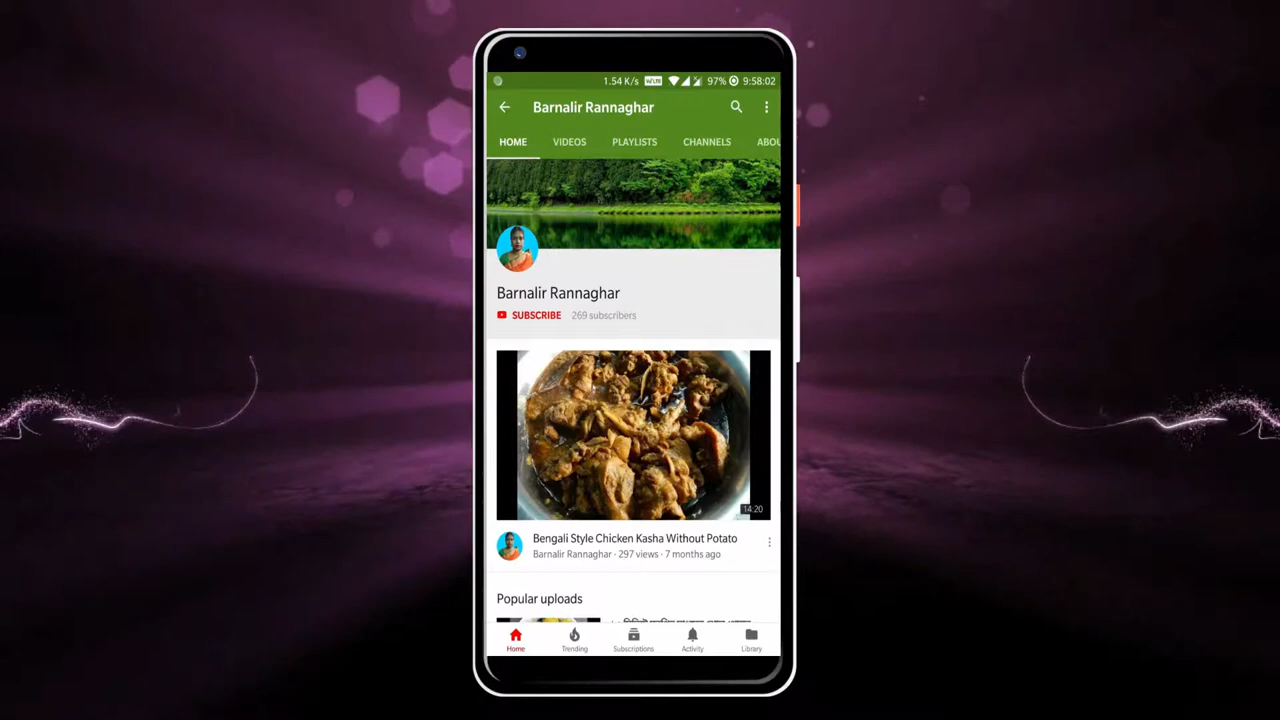 1.54 K/s VoLTE 97% 9:58:02
Barnalir Rannaghar
HOME VIDEOS PLAYLISTS CHANNELS ABOU
Barnalir Rannaghar
SUBSCRIBE 269 subscribers
14:20
Bengali Style Chicken Kasha Without Potato
Barnalir Rannaghar · 297 views · 7 months ago
Popular uploads
Home Trending Subscriptions Activity Library